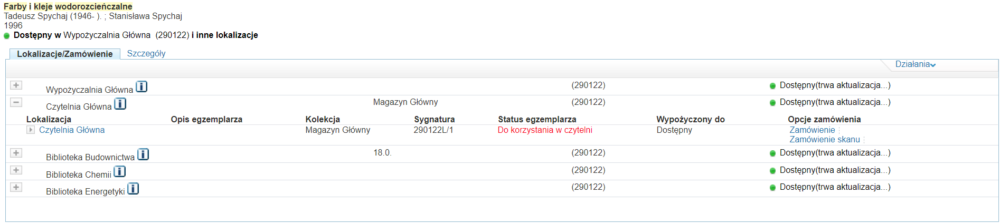 Farby i kleje wodorozcieńczalne
Tadeusz Spychaj (1946- ). ; Stanisława Spychaj
1996
Dostępny w Wypożyczalnia Główna (290122) i inne lokalizacje
Lokalizacje/Zamówienie Szczegóły
Działania
Wypożyczalnia Główna i (290122) Dostępny(trwa aktualizacja...)
Czytelnia Główna i Magazyn Główny (290122) Dostępny(trwa aktualizacja...)
Lokalizacja Opis egzemplarza Kolekcja Sygnatura Status egzemplarza Wypożyczony do Opcje zamówienia
Czytelnia Główna Magazyn Główny 290122L/1 Do korzystania w czytelni Dostępny Zamówienie
Zamówienie skanu
Biblioteka Budownictwa i 18.0. (290122) Dostępny(trwa aktualizacja...)
Biblioteka Chemii i (290122) Dostępny(trwa aktualizacja...)
Biblioteka Energetyki i (290122) Dostępny(trwa aktualizacja...)